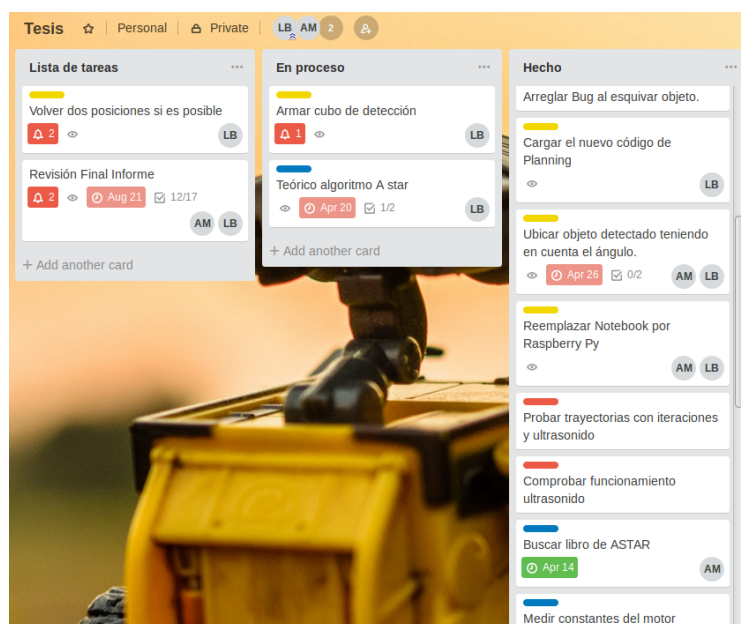 Tesis Personal Private LB AM 2
Lista de tareas
Volver dos posiciones si es posible
2 LB
Revisión Final Informe
2 Aug 21 12/17
AM LB
+ Add another card
En proceso
Armar cubo de detección
1 LB
Teórico algoritmo A star
Apr 20 1/2 LB
+ Add another card
Hecho
Arreglar Bug al esquivar objeto.
Cargar el nuevo código de
Planning
LB
Ubicar objeto detectado teniendo
en cuenta el ángulo.
Apr 26 0/2 AM LB
Reemplazar Notebook por
Raspberry Py
AM LB
Probar trayectorias con iteraciones
y ultrasonido
Comprobar funcionamiento
ultrasonido
Buscar libro de ASTAR
Apr 14 AM
Medir constantes del motor